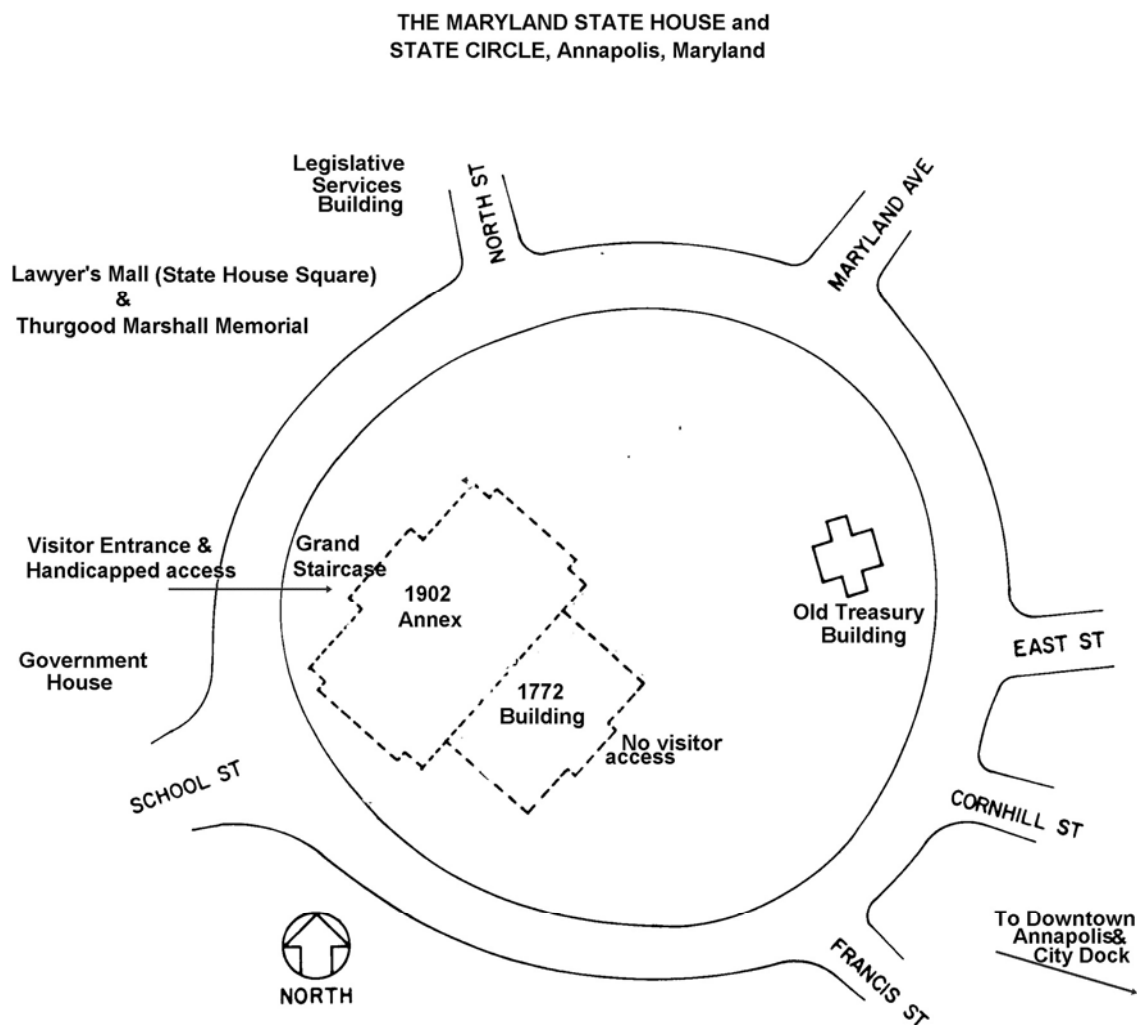 THE MARYLAND STATE HOUSE and
STATE CIRCLE, Annapolis, Maryland
Legislative
Services
Building
NORTH ST
MARYLAND AVE
Lawyer's Mall (State House Square)
&
Thurgood Marshall Memorial
Visitor Entrance &
Handicapped access
Grand
Staircase
1902
Annex
Old Treasury
Building
EAST ST
Government
House
1772
Building
No visitor
access
SCHOOL ST
CORNHILL ST
FRANCIS ST
To Downtown
Annapolis&
City Dock
NORTH